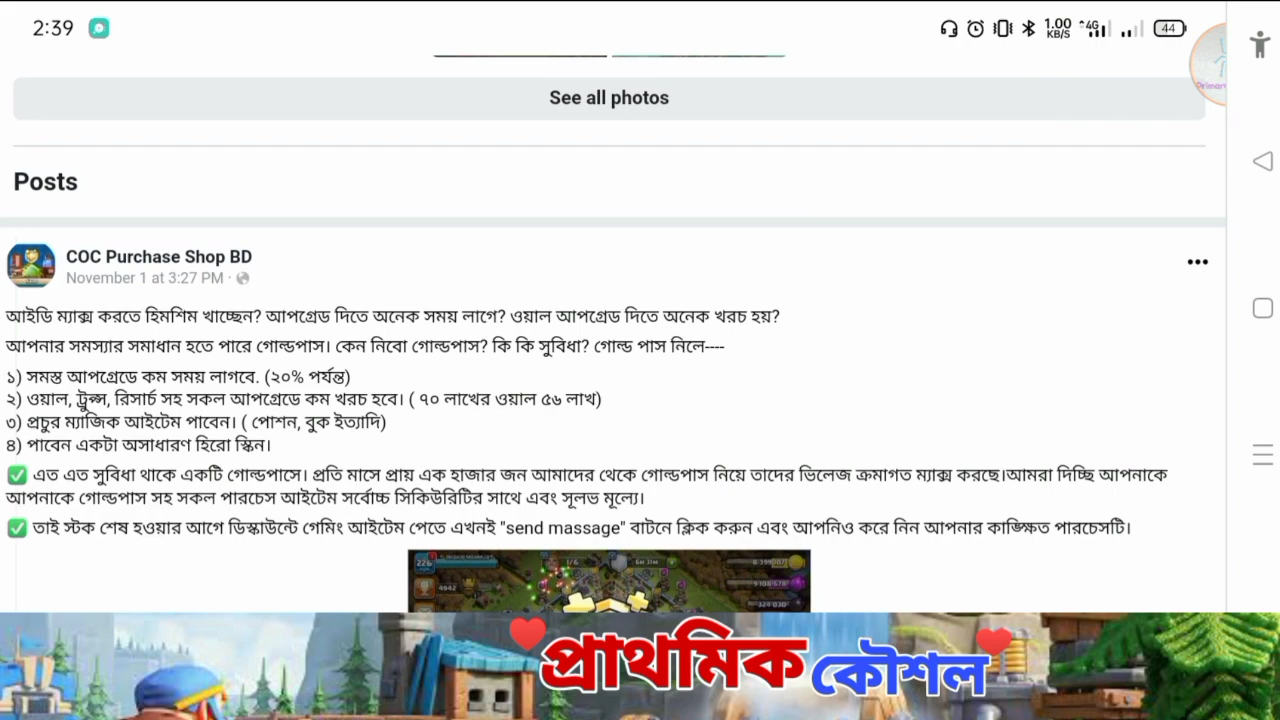 2:39
1.00 KB/S 4G 44
Primar
See all photos
Posts
COC Purchase Shop BD
November 1 at 3:27 PM ·
আইডি ম্যাক্স করতে হিমশিম খাচ্ছেন? আপগ্রেড দিতে অনেক সময় লাগে? ওয়াল আপগ্রেড দিতে অনেক খরচ হয়?
আপনার সমস্যার সমাধান হতে পারে গোল্ডপাস। কেন নিবো গোল্ডপাস? কি কি সুবিধা? গোল্ড পাস নিলে----
১) সমস্ত আপগ্রেডে কম সময় লাগবে. (২০% পর্যন্ত)
২) ওয়াল, ট্রুপ্স, রিসার্চ সহ সকল আপগ্রেডে কম খরচ হবে। ( ৭০ লাখের ওয়াল ৫৬ লাখ)
৩) প্রচুর ম্যাজিক আইটেম পাবেন। ( পোশন, বুক ইত্যাদি)
৪) পাবেন একটা অসাধারণ হিরো স্কিন।
✅ এত এত সুবিধা থাকে একটি গোল্ডপাসে। প্রতি মাসে প্রায় এক হাজার জন আমাদের থেকে গোল্ডপাস নিয়ে তাদের ভিলেজ ক্রমাগত ম্যাক্স করছে।আমরা দিচ্ছি আপনাকে
আপনাকে গোল্ডপাস সহ সকল পারচেস আইটেম সর্বোচ্চ সিকিউরিটির সাথে এবং সূলভ মূল্যে।
✅ তাই স্টক শেষ হওয়ার আগে ডিস্কাউন্টে গেমিং আইটেম পেতে এখনই "send massage" বাটনে ক্লিক করুন এবং আপনিও করে নিন আপনার কাঙ্ক্ষিত পারচেসটি।
226 1/6
4942
প্রাথমিক কৌশল